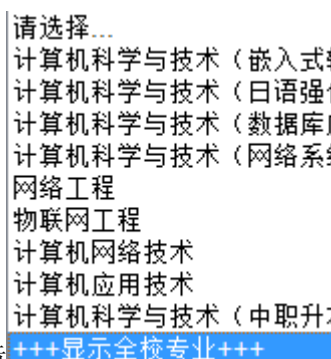 请选择...
计算机科学与技术（嵌入式
计算机科学与技术（日语强
计算机科学与技术（数据库
计算机科学与技术（网络系
网络工程
物联网工程
计算机网络技术
计算机应用技术
计算机科学与技术（中职升
+++显示全校专业+++